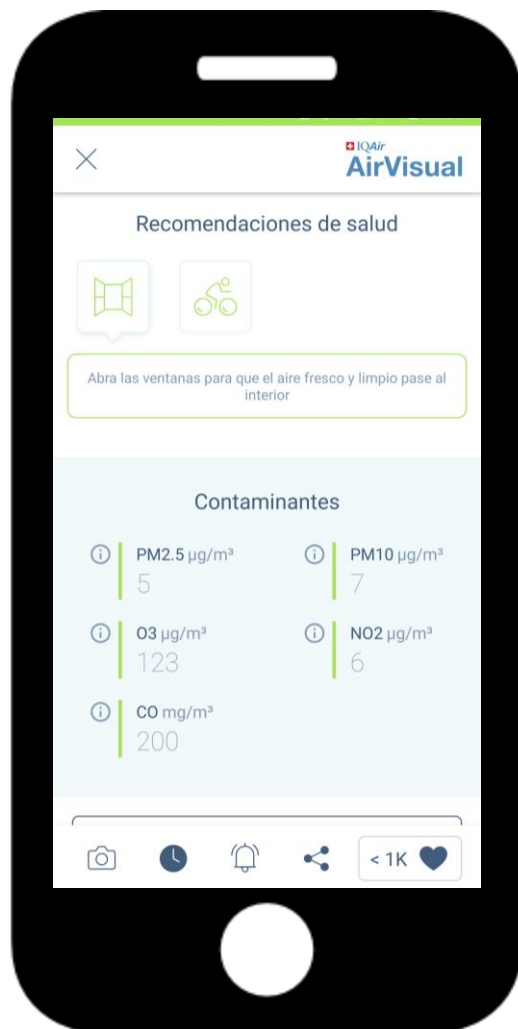 IQAir
AirVisual
Recomendaciones de salud
Abra las ventanas para que el aire fresco y limpio pase al
interior
Contaminantes
PM2.5 µg/m³
5
PM10 µg/m³
7
O3 µg/m³
123
NO2 µg/m³
6
CO mg/m³
200
< 1K